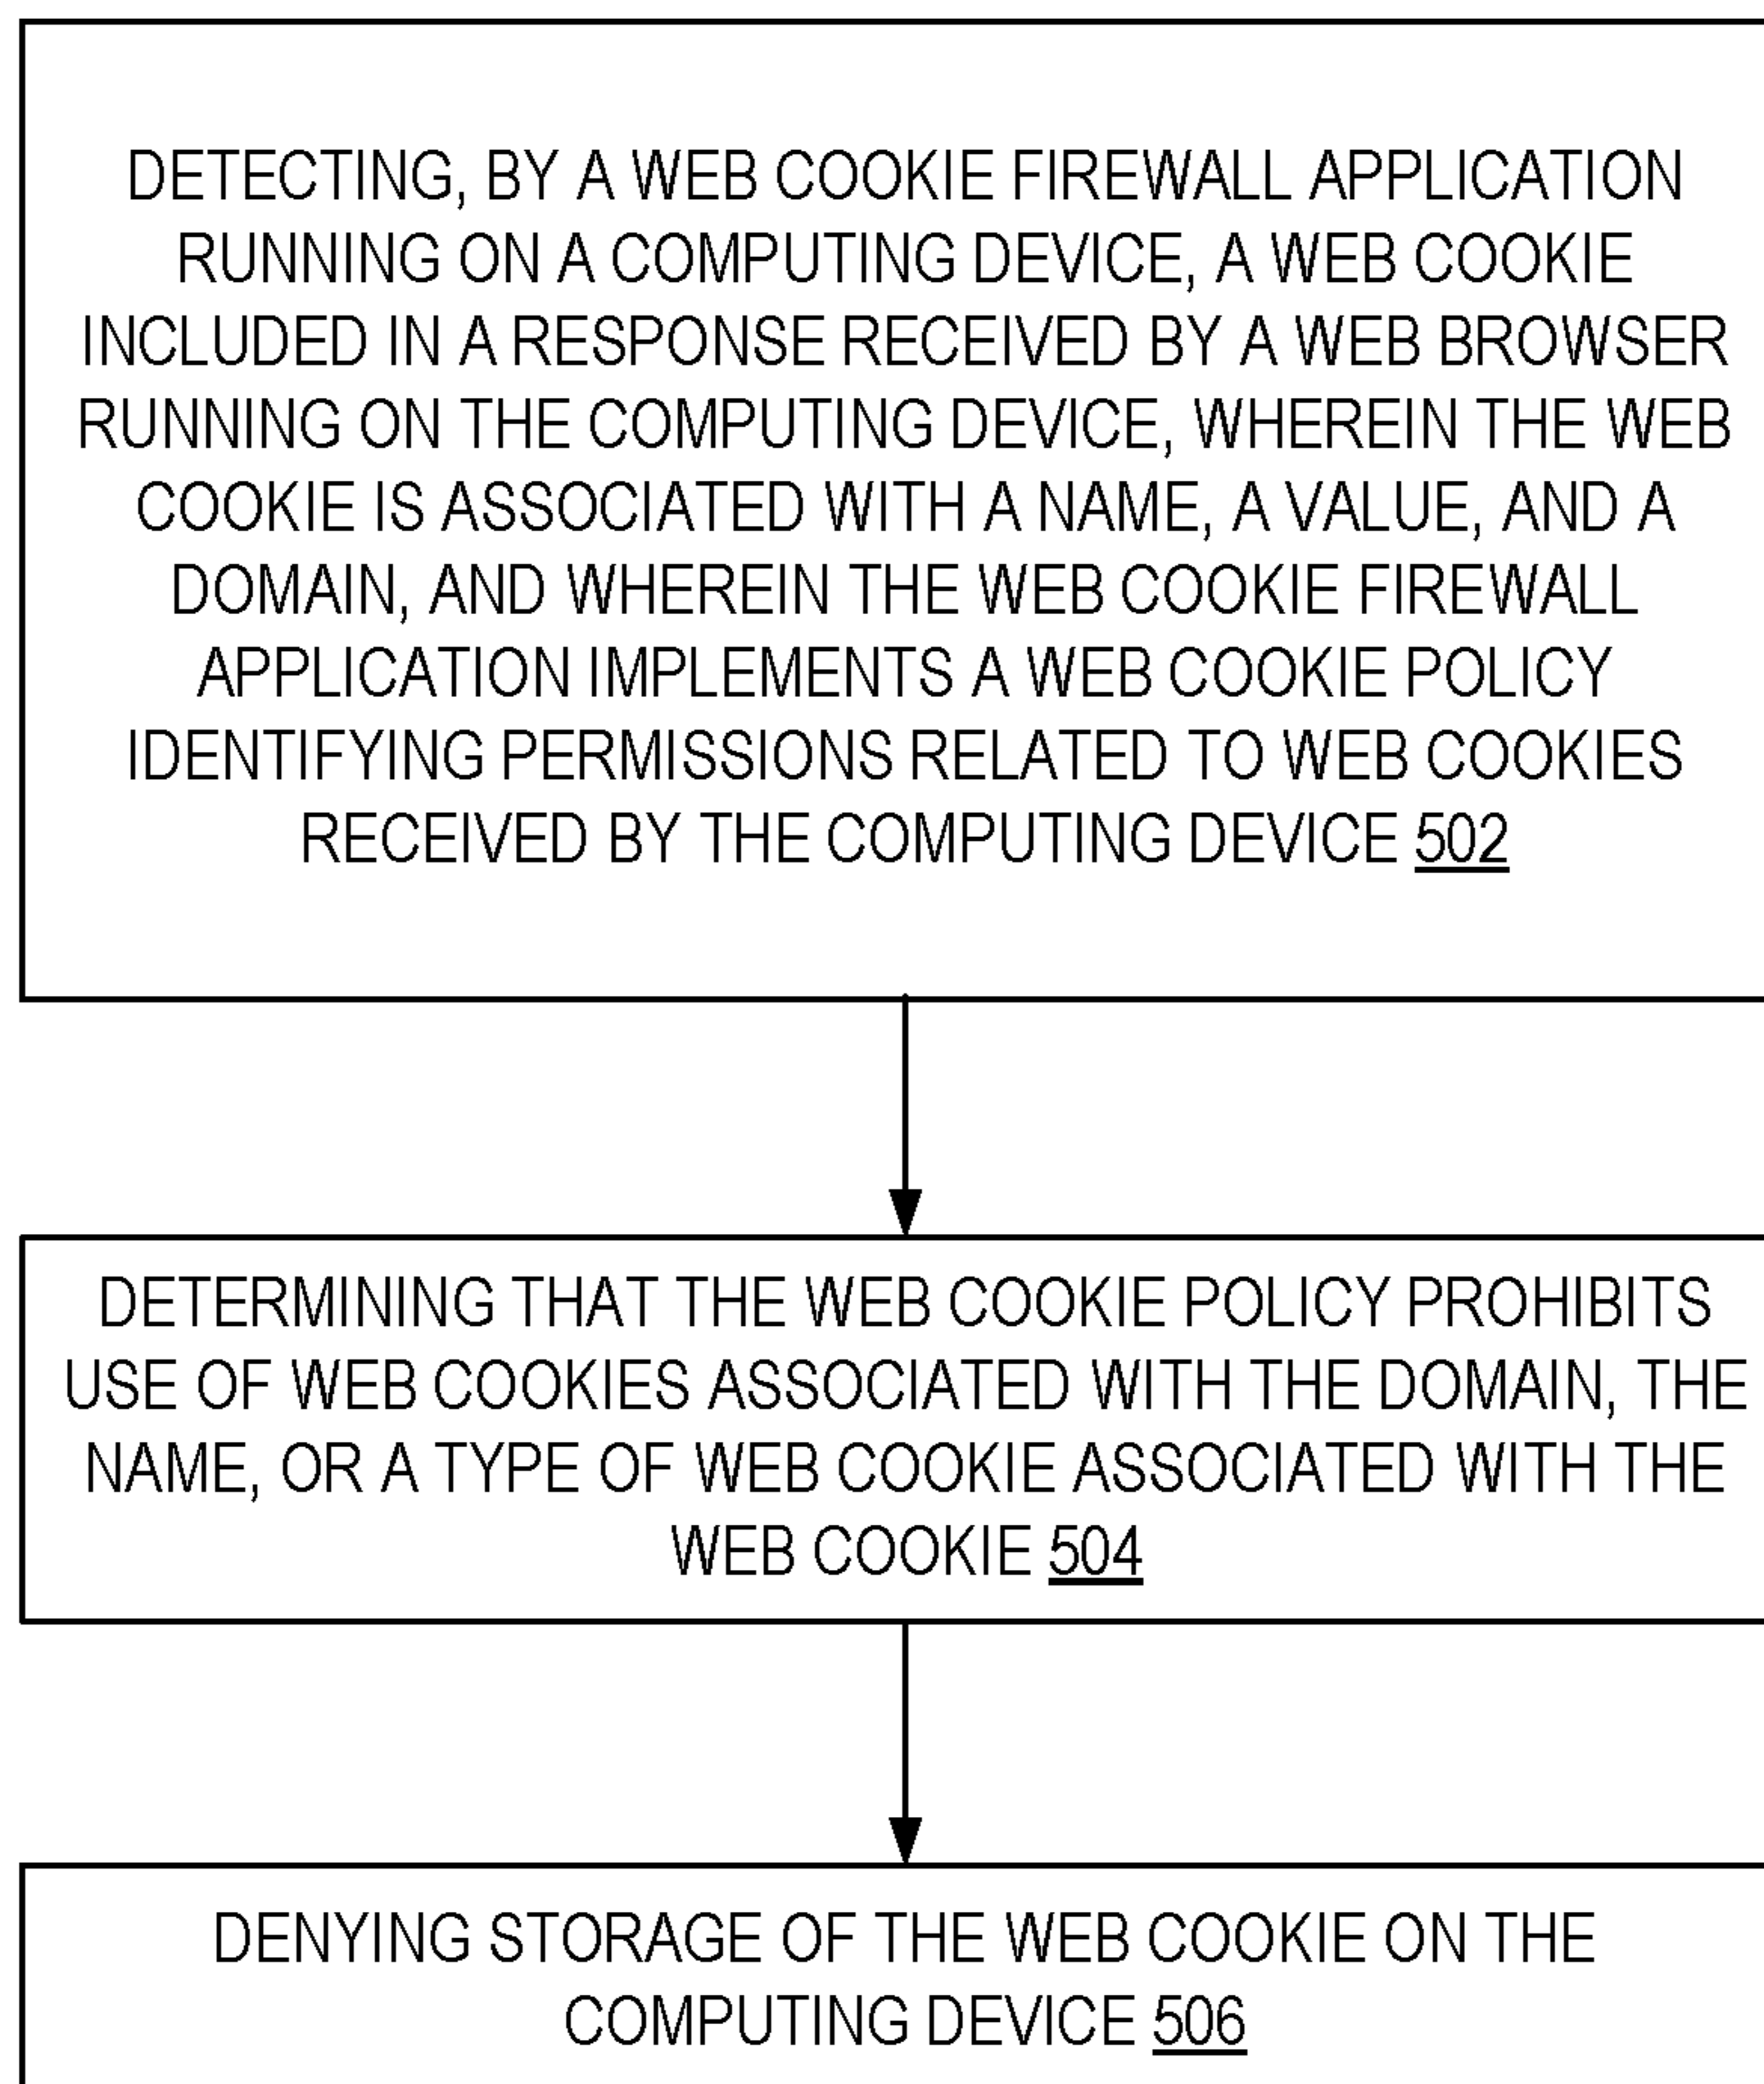 DETECTING, BY A WEB COOKIE FIREWALL APPLICATION
RUNNING ON A COMPUTING DEVICE, A WEB COOKIE
INCLUDED IN A RESPONSE RECEIVED BY A WEB BROWSER
RUNNING ON THE COMPUTING DEVICE, WHEREIN THE WEB
COOKIE IS ASSOCIATED WITH A NAME, A VALUE, AND A
DOMAIN, AND WHEREIN THE WEB COOKIE FIREWALL
APPLICATION IMPLEMENTS A WEB COOKIE POLICY
IDENTIFYING PERMISSIONS RELATED TO WEB COOKIES
RECEIVED BY THE COMPUTING DEVICE 502
DETERMINING THAT THE WEB COOKIE POLICY PROHIBITS
USE OF WEB COOKIES ASSOCIATED WITH THE DOMAIN, THE
NAME, OR A TYPE OF WEB COOKIE ASSOCIATED WITH THE
WEB COOKIE 504
DENYING STORAGE OF THE WEB COOKIE ON THE
COMPUTING DEVICE 506